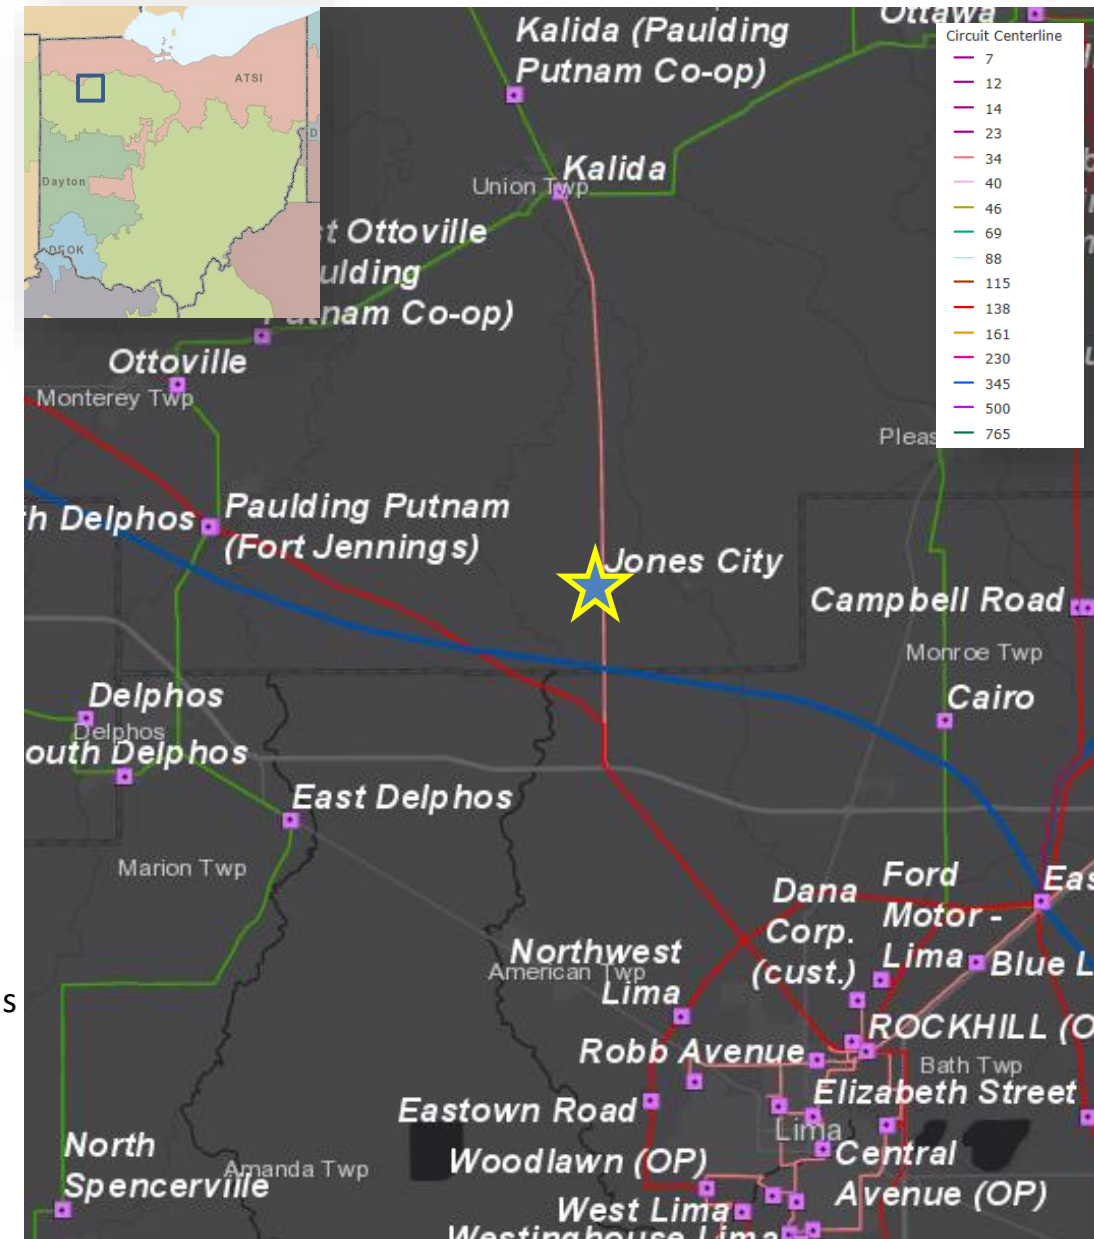 ATSI
D
Dayton
DEOK
Circuit Centerline
7
12
14
23
34
40
46
69
88
115
138
161
230
345
500
765
Ottawa
Kalida (Paulding
Putnam Co-op)
Kalida
Union Twp
t Ottoville
ulding
Putnam Co-op)
Ottoville
Monterey Twp
Pleas
h Delphos
Paulding Putnam
(Fort Jennings)
Jones City
Campbell Road
Monroe Twp
Cairo
Delphos
Delphos
outh Delphos
East Delphos
Marion Twp
Dana
Corp.
(cust.)
Ford
Motor -
Lima
Eas
Blue L
Northwest
Lima
American Twp
s
ROCKHILL (O
Robb Avenue
Bath Twp
Elizabeth Street
Eastown Road
Lima
Central
Avenue (OP)
North
Spencerville
Amanda Twp
Woodlawn (OP)
West Lima
Westinghouse Lima